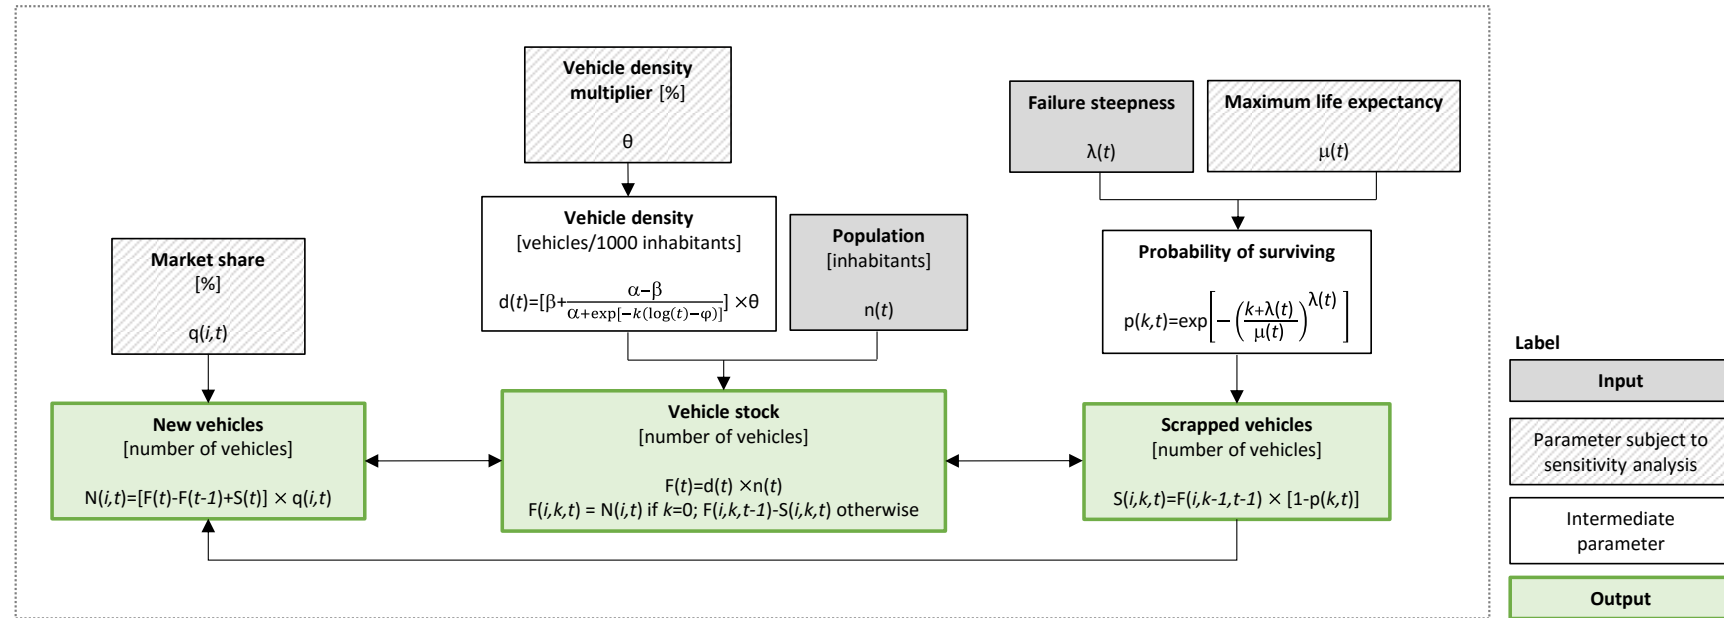 Vehicle density
multiplier [%]
θ
Failure steepness
λ(t)
Maximum life expectancy
μ(t)
Market share
[%]
q(i,t)
Vehicle density
[vehicles/1000 inhabitants]
d(t)=[β+ α−β / α+exp[−k(log(t)−φ)] ] ×θ
Population
[inhabitants]
n(t)
Probability of surviving
p(k,t)=exp[−(k+λ(t) / μ(t))^λ(t)]
New vehicles
[number of vehicles]
N(i,t)=[F(t)-F(t-1)+S(t)] × q(i,t)
Vehicle stock
[number of vehicles]
F(t)=d(t) ×n(t)
F(i,k,t) = N(i,t) if k=0; F(i,k,t-1)-S(i,k,t) otherwise
Scrapped vehicles
[number of vehicles]
S(i,k,t)=F(i,k-1,t-1) × [1-p(k,t)]
Label
Input
Parameter subject to
sensitivity analysis
Intermediate
parameter
Output